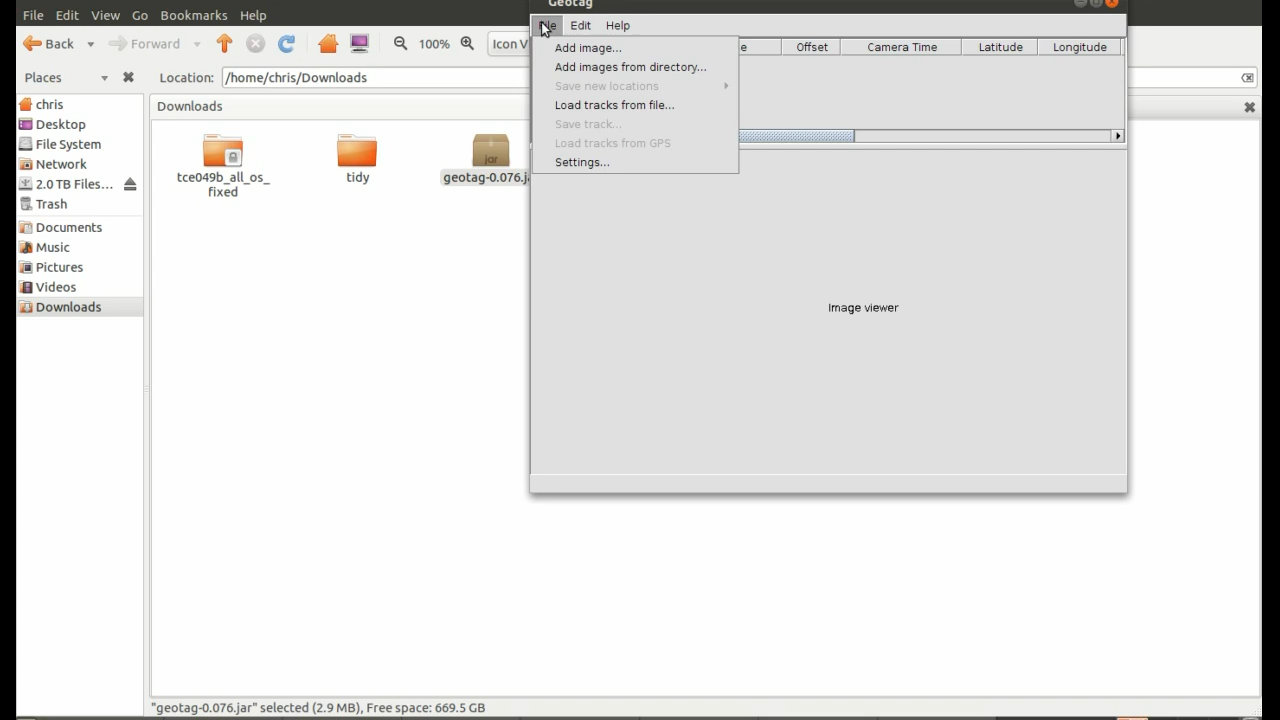 File Edit View Go Bookmarks Help
Back Forward 100% Icon V
Places Location: /home/chris/Downloads
chris
Desktop
File System
Network
2.0 TB Files...
Trash
Documents
Music
Pictures
Videos
Downloads
Downloads
tce049b_all_os_
fixed
tidy
jar
geotag-0.076.ja
Geotag
File Edit Help
e Offset Camera Time Latitude Longitude
Add image...
Add images from directory...
Save new locations
Load tracks from file...
Save track...
Load tracks from GPS
Settings...
Image viewer
"geotag-0.076.jar" selected (2.9 MB), Free space: 669.5 GB